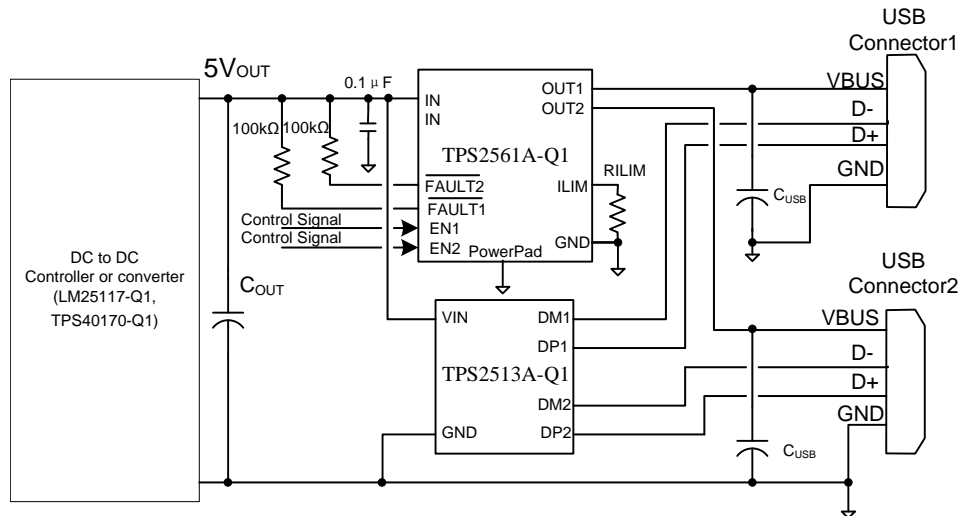 USB
Connector1
5VOUT
0.1 μF
VBUS
D-
D+
GND
100kΩ
100kΩ
IN
IN
OUT1
OUT2
TPS2561A-Q1
FAULT2
FAULT1
EN1
EN2
ILIM
GND
PowerPad
RILIM
CUSB
Control Signal
Control Signal
DC to DC
Controller or converter
(LM25117-Q1,
TPS40170-Q1)
COUT
USB
Connector2
VIN
DM1
DP1
TPS2513A-Q1
DM2
DP2
GND
VBUS
D-
D+
GND
CUSB